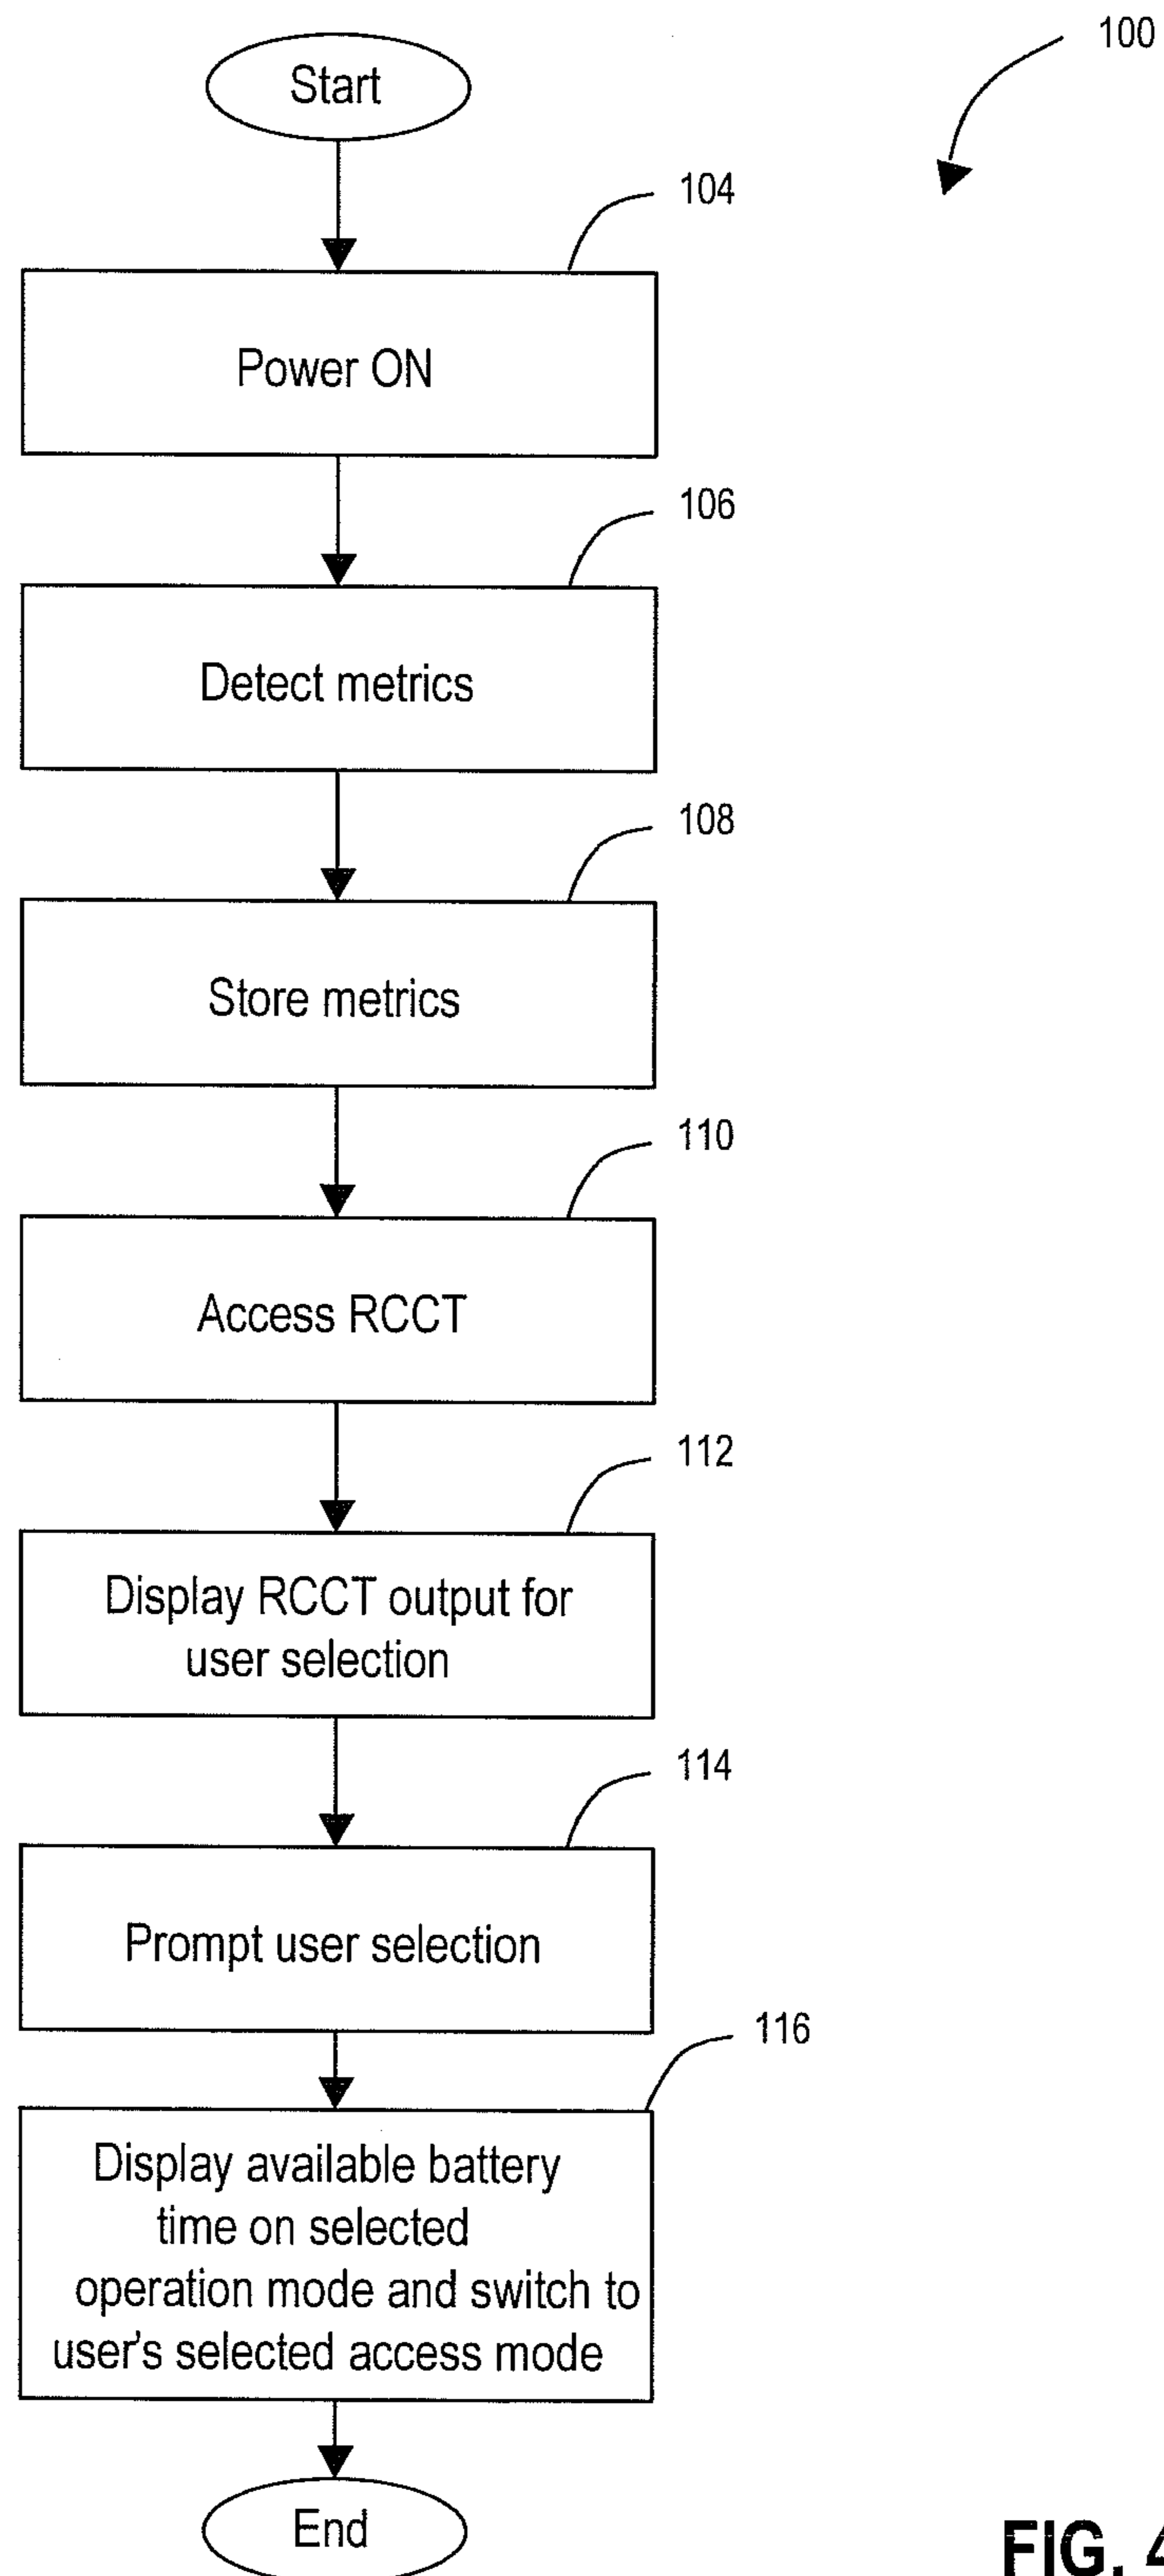 100
Start
104
Power ON
106
Detect metrics
108
Store metrics
110
Access RCCT
112
Display RCCT output for
user selection
114
Prompt user selection
116
Display available battery
time on selected
operation mode and switch to
user's selected access mode
End
FIG. 4